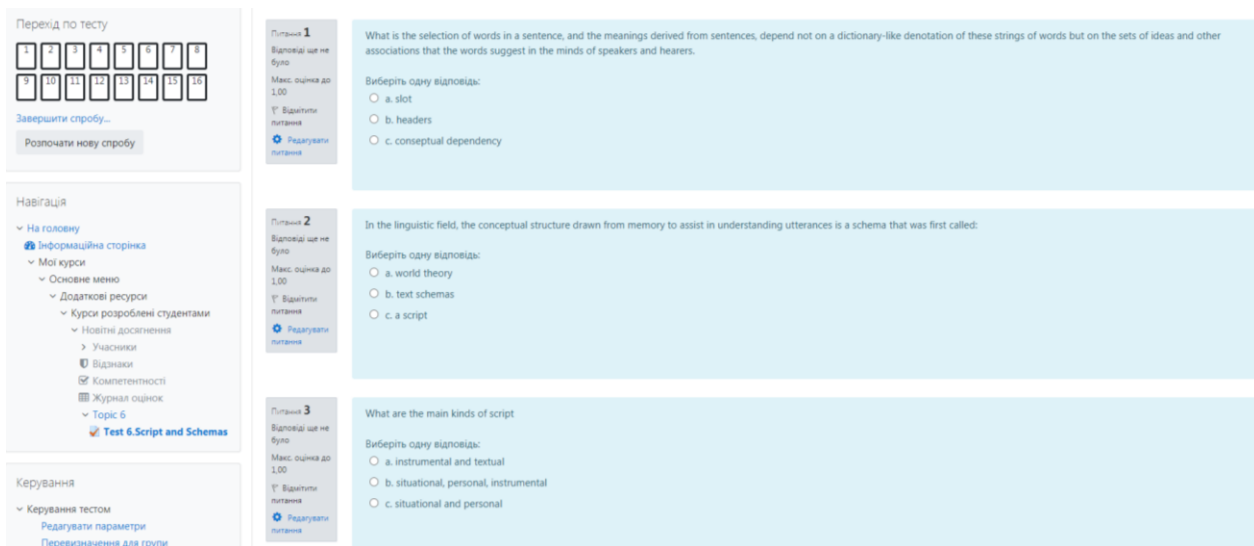 Перехід по тесту
1 2 3 4 5 6 7 8
9 10 11 12 13 14 15 16
Завершити спробу...
Розпочати нову спробу
Навігація
На головну
Інформаційна сторінка
Мої курси
Основне меню
Додаткові ресурси
Курси розроблені студентами
Новітні досягнення
Учасники
Відзнаки
Компетентності
Журнал оцінок
Topic 6
Test 6.Script and Schemas
Керування
Керування тестом
Редагувати параметри
Перевизначення для групи
Питання 1
Відповіді ще не
було
Макс. оцінка до
1,00
Відмітити
питання
Редагувати
питання
What is the selection of words in a sentence, and the meanings derived from sentences, depend not on a dictionary-like denotation of these strings of words but on the sets of ideas and other
associations that the words suggest in the minds of speakers and hearers.
Виберіть одну відповідь:
a. slot
b. headers
c. conseptual dependency
Питання 2
Відповіді ще не
було
Макс. оцінка до
1,00
Відмітити
питання
Редагувати
питання
In the linguistic field, the conceptual structure drawn from memory to assist in understanding utterances is a schema that was first called:
Виберіть одну відповідь:
a. world theory
b. text schemas
c. a script
Питання 3
Відповіді ще не
було
Макс. оцінка до
1,00
Відмітити
питання
Редагувати
питання
What are the main kinds of script
Виберіть одну відповідь:
a. instrumental and textual
b. situational, personal, instrumental
c. situational and personal